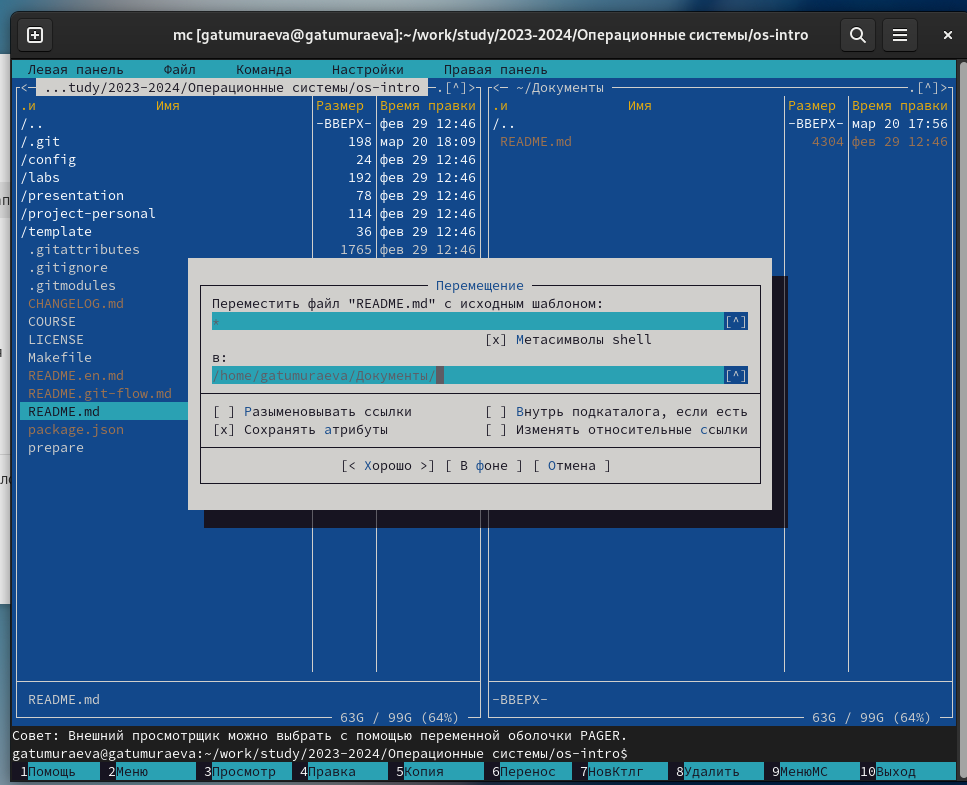 mc [gatumuraeva@gatumuraeva]:~/work/study/2023-2024/Операционные системы/os-intro
Левая панель Файл Команда Настройки Правая панель
<─ ...tudy/2023-2024/Операционные системы/os-intro ─.[^]>
.и Имя Размер Время правки
/.. -ВВЕРХ- фев 29 12:46
/.git 198 мар 20 18:09
/config 24 фев 29 12:46
/labs 192 фев 29 12:46
/presentation 78 фев 29 12:46
/project-personal 114 фев 29 12:46
/template 36 фев 29 12:46
.gitattributes 1765 фев 29 12:46
.gitignore
.gitmodules
CHANGELOG.md
COURSE
LICENSE
Makefile
README.en.md
README.git-flow.md
README.md
package.json
prepare
README.md
63G / 99G (64%)
<─ ~/Документы ─.[^]>
.и Имя Размер Время правки
/.. -ВВЕРХ- мар 20 17:56
README.md 4304 фев 29 12:46
-ВВЕРХ-
63G / 99G (64%)
Перемещение
Переместить файл "README.md" с исходным шаблоном:
* [^]
[x] Метасимволы shell
в:
/home/gatumuraeva/Документы/ [^]
[ ] Разыменовывать ссылки [ ] Внутрь подкаталога, если есть
[x] Сохранять атрибуты [ ] Изменять относительные ссылки
[< Хорошо >] [ В фоне ] [ Отмена ]
Совет: Внешний просмотрщик можно выбрать с помощью переменной оболочки PAGER.
gatumuraeva@gatumuraeva:~/work/study/2023-2024/Операционные системы/os-intro$
1Помощь 2Меню 3Просмотр 4Правка 5Копия 6Перенос 7НовКтлг 8Удалить 9МенюМС 10Выход